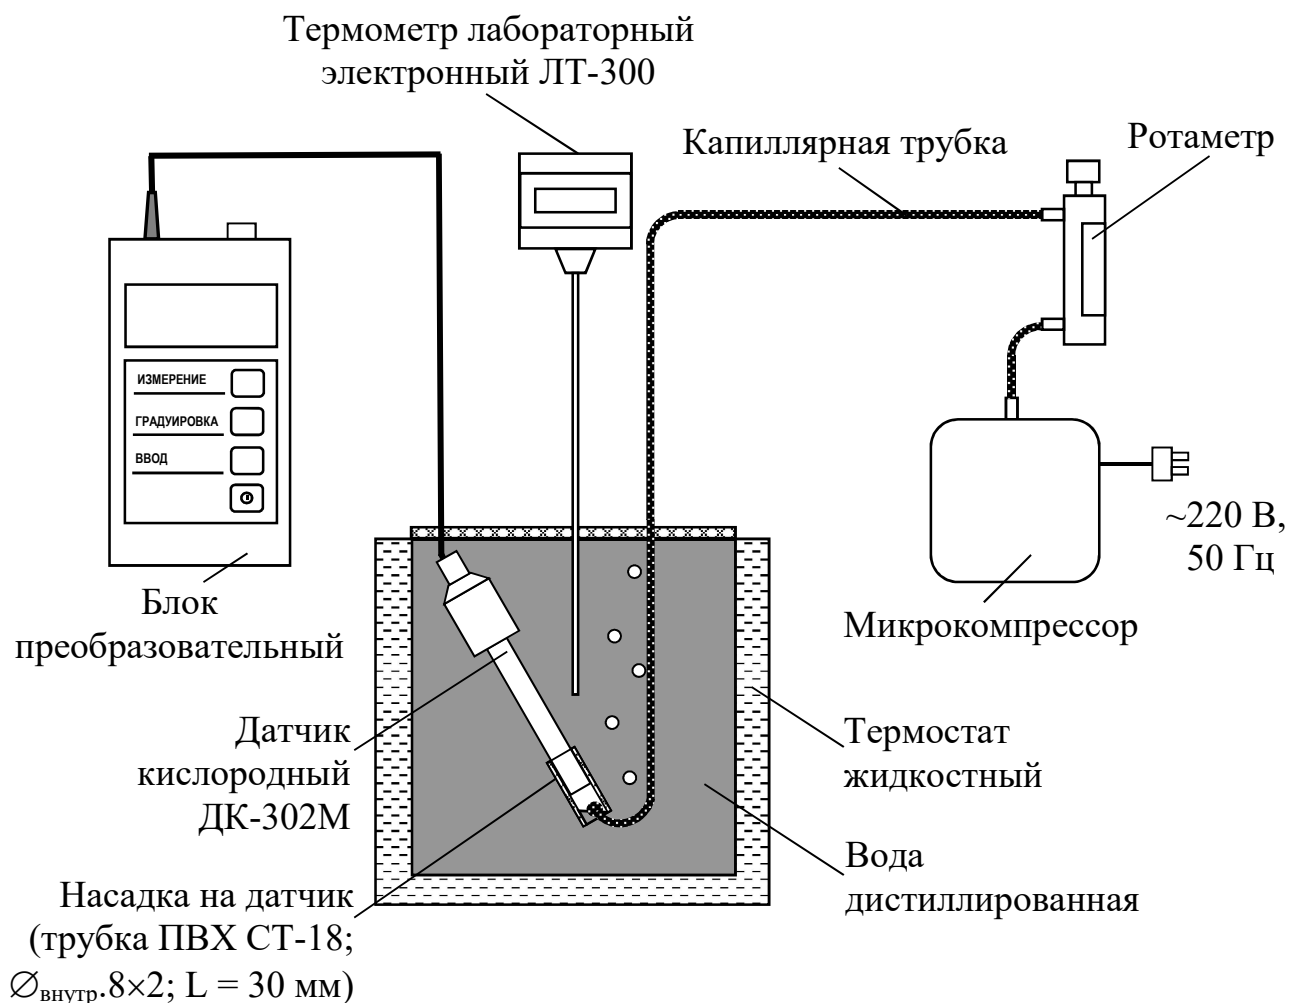 Термометр лабораторный
электронный ЛТ-300
Капиллярная трубка
Ротаметр
ИЗМЕРЕНИЕ
ГРАДУИРОВКА
ВВОД
~220 В,
50 Гц
Блок
преобразовательный
Микрокомпрессор
Датчик
кислородный
ДК-302М
Термостат
жидкостный
Вода
дистиллированная
Насадка на датчик
(трубка ПВХ СТ-18;
∅внутр.8×2; L = 30 мм)